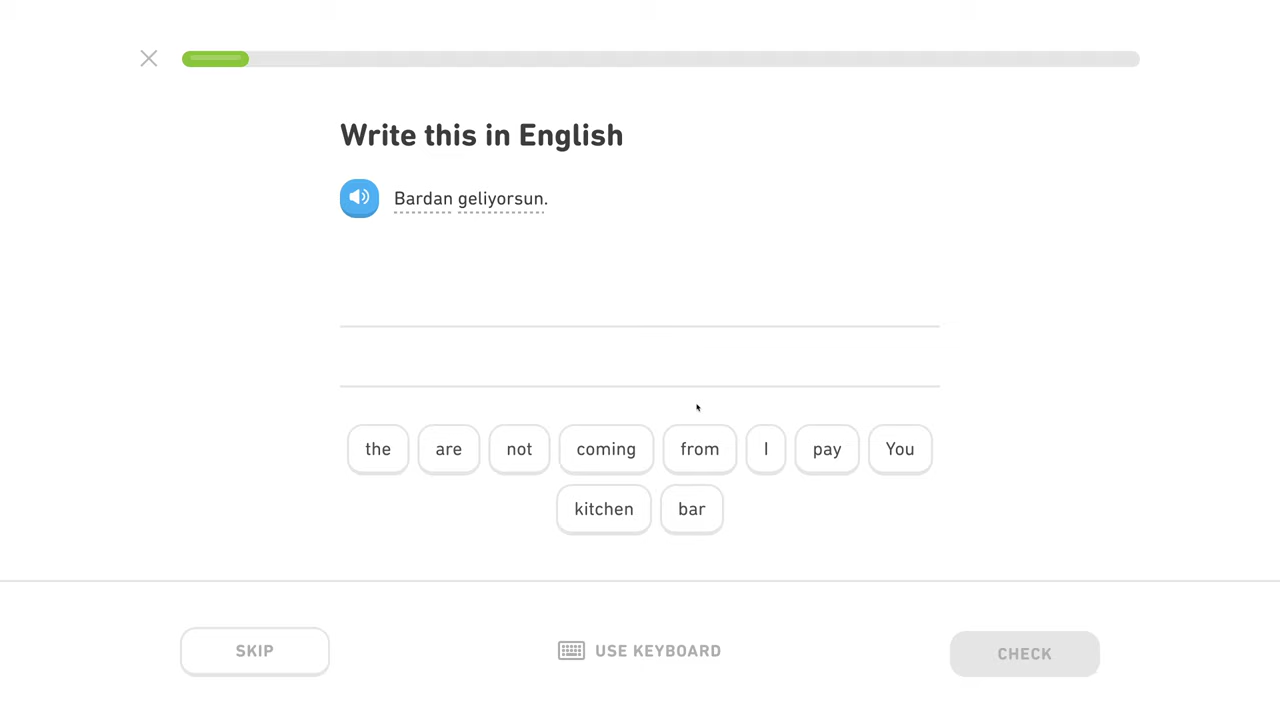 Write this in English
Bardan geliyorsun.
the are not coming from I pay You
kitchen bar
SKIP USE KEYBOARD CHECK